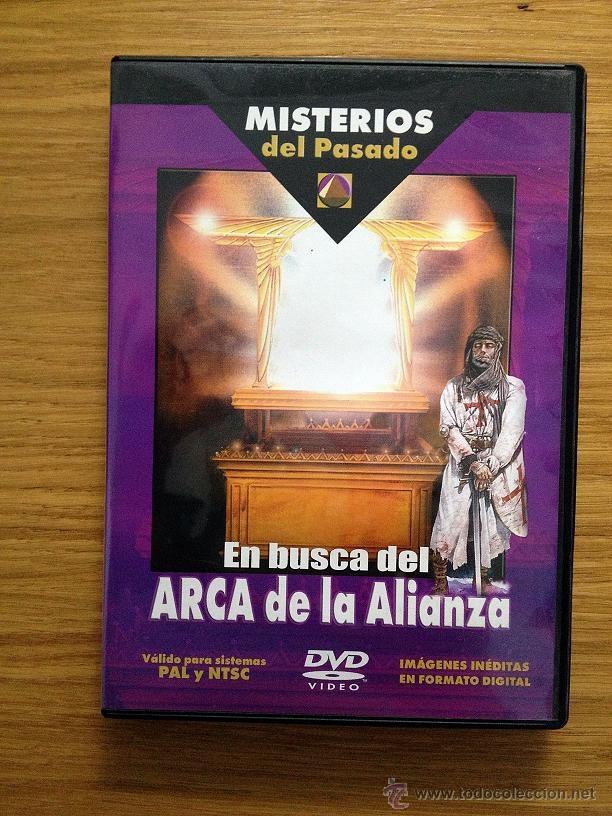 MISTERIOS
del Pasado
En busca del
ARCA de la Alianza
Válido para sistemas
PAL y NTSC
DVD
VIDEO
IMÁGENES INÉDITAS
EN FORMATO DIGITAL
www.todocoleccion.net